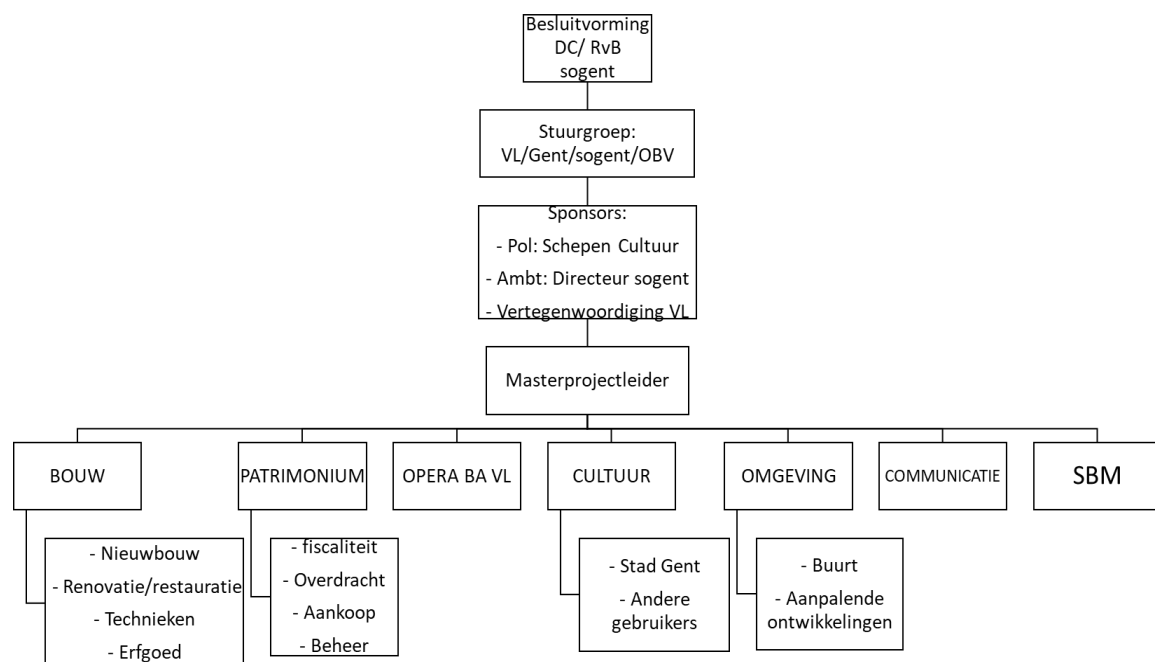 Besluitvorming
DC/ RvB
sogent
Stuurgroep:
VL/Gent/sogent/OBV
Sponsors:
- Pol: Schepen Cultuur
- Ambt: Directeur sogent
- Vertegenwoordiging VL
Masterprojectleider
BOUW
PATRIMONIUM
OPERA BA VL
CULTUUR
OMGEVING
COMMUNICATIE
SBM
- Nieuwbouw
- Renovatie/restauratie
- Technieken
- Erfgoed
- fiscaliteit
- Overdracht
- Aankoop
- Beheer
- Stad Gent
- Andere
gebruikers
- Buurt
- Aanpalende
ontwikkelingen